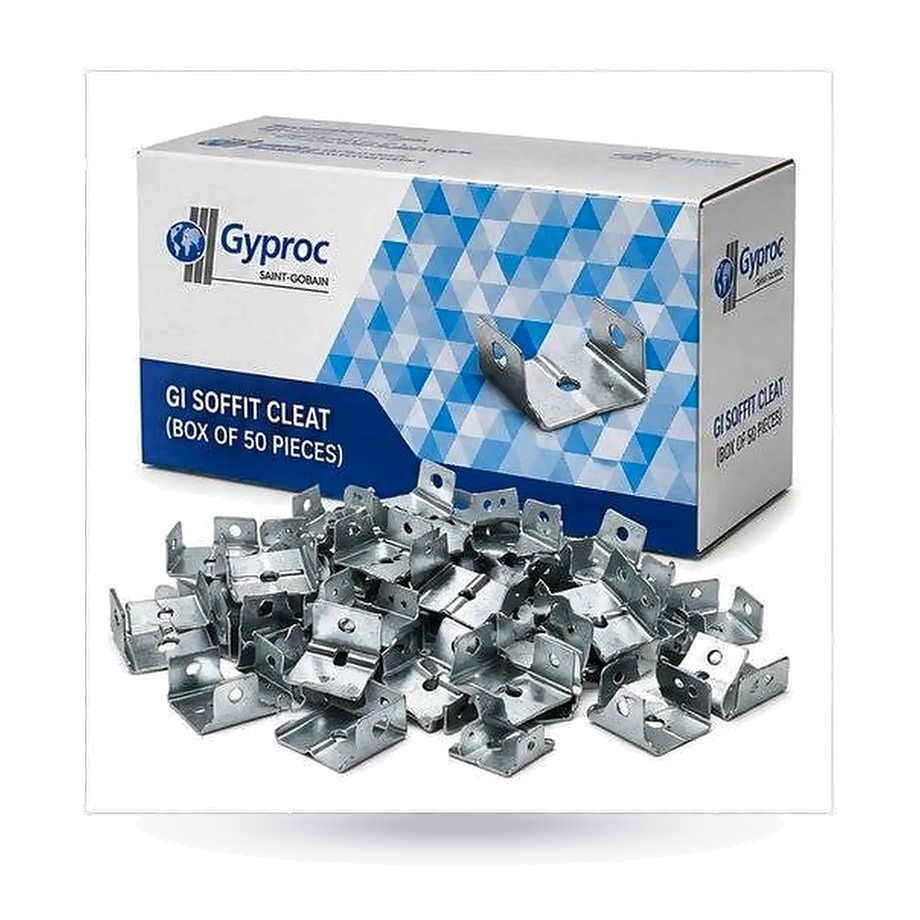 Gyproc
SAINT-GOBAIN
GI SOFFIT CLEAT
(BOX OF 50 PIECES)
Gyproc
SAINT-GOBAIN
GI SOFFIT CLEAT
(BOX OF 50 PIECES)